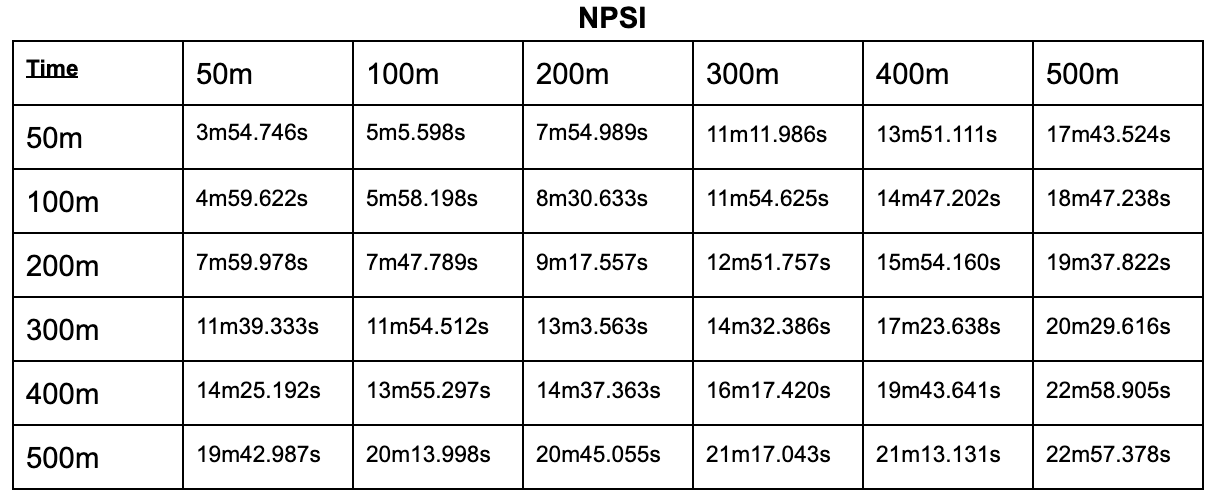 NPSI
Time 50m 100m 200m 300m 400m 500m
50m 3m54.746s 5m5.598s 7m54.989s 11m11.986s 13m51.111s 17m43.524s
100m 4m59.622s 5m58.198s 8m30.633s 11m54.625s 14m47.202s 18m47.238s
200m 7m59.978s 7m47.789s 9m17.557s 12m51.757s 15m54.160s 19m37.822s
300m 11m39.333s 11m54.512s 13m3.563s 14m32.386s 17m23.638s 20m29.616s
400m 14m25.192s 13m55.297s 14m37.363s 16m17.420s 19m43.641s 22m58.905s
500m 19m42.987s 20m13.998s 20m45.055s 21m17.043s 21m13.131s 22m57.378s